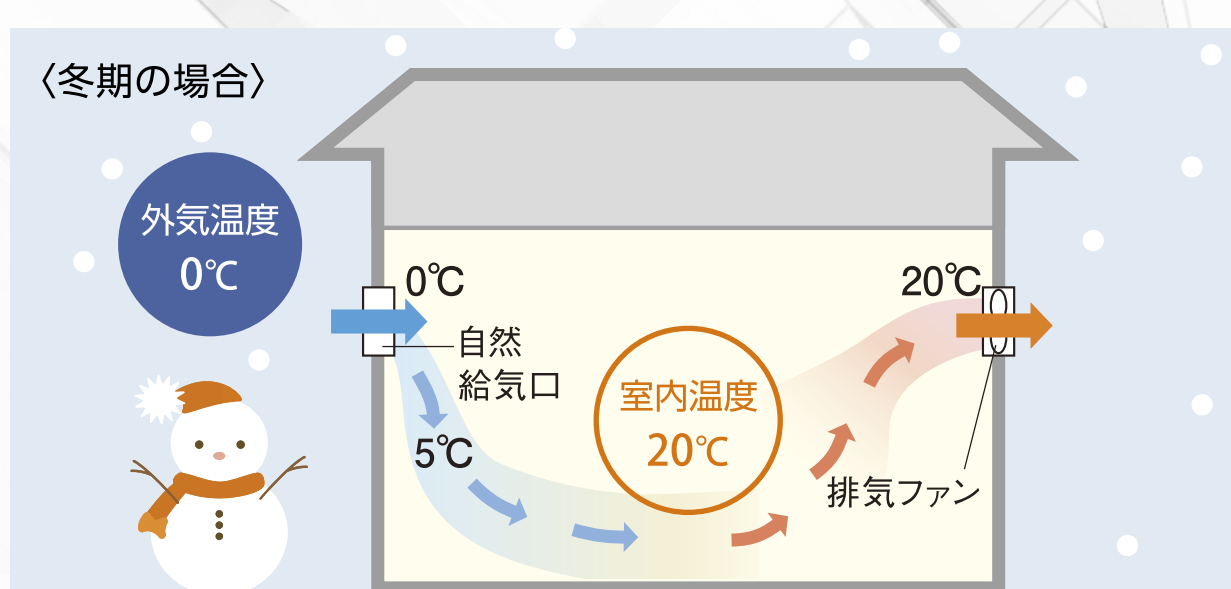 〈冬期の場合〉
外気温度
0℃
0℃
自然
給気口
5℃
室内温度
20℃
20℃
排気ファン